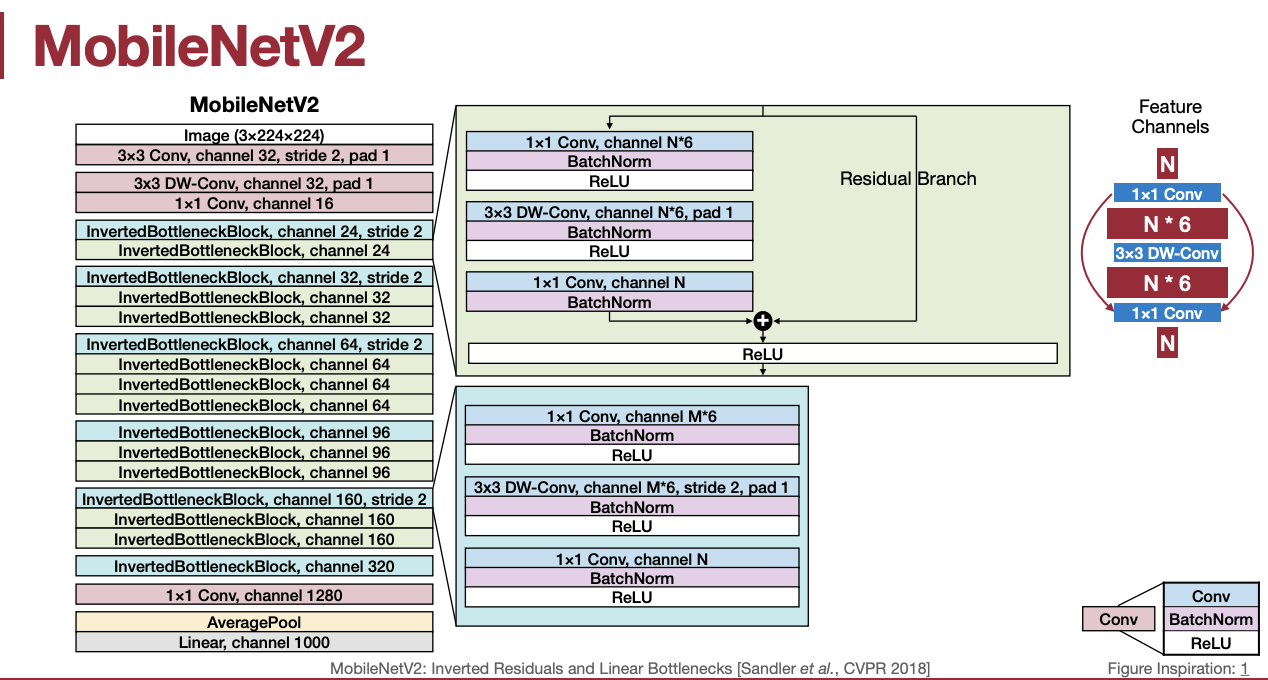 MobileNetV2
MobileNetV2
Image (3×224×224)
3×3 Conv, channel 32, stride 2, pad 1
3x3 DW-Conv, channel 32, pad 1
1×1 Conv, channel 16
InvertedBottleneckBlock, channel 24, stride 2
InvertedBottleneckBlock, channel 24
InvertedBottleneckBlock, channel 32, stride 2
InvertedBottleneckBlock, channel 32
InvertedBottleneckBlock, channel 32
InvertedBottleneckBlock, channel 64, stride 2
InvertedBottleneckBlock, channel 64
InvertedBottleneckBlock, channel 64
InvertedBottleneckBlock, channel 64
InvertedBottleneckBlock, channel 96
InvertedBottleneckBlock, channel 96
InvertedBottleneckBlock, channel 96
InvertedBottleneckBlock, channel 160, stride 2
InvertedBottleneckBlock, channel 160
InvertedBottleneckBlock, channel 160
InvertedBottleneckBlock, channel 320
1×1 Conv, channel 1280
AveragePool
Linear, channel 1000
1×1 Conv, channel N*6
BatchNorm
ReLU
3×3 DW-Conv, channel N*6, pad 1
BatchNorm
ReLU
1×1 Conv, channel N
BatchNorm
Residual Branch
ReLU
1×1 Conv, channel M*6
BatchNorm
ReLU
3x3 DW-Conv, channel M*6, stride 2, pad 1
BatchNorm
ReLU
1×1 Conv, channel N
BatchNorm
ReLU
Feature
Channels
N
1×1 Conv
N * 6
3×3 DW-Conv
N * 6
1×1 Conv
N
Conv
Conv
BatchNorm
ReLU
MobileNetV2: Inverted Residuals and Linear Bottlenecks [Sandler et al., CVPR 2018]
Figure Inspiration: 1